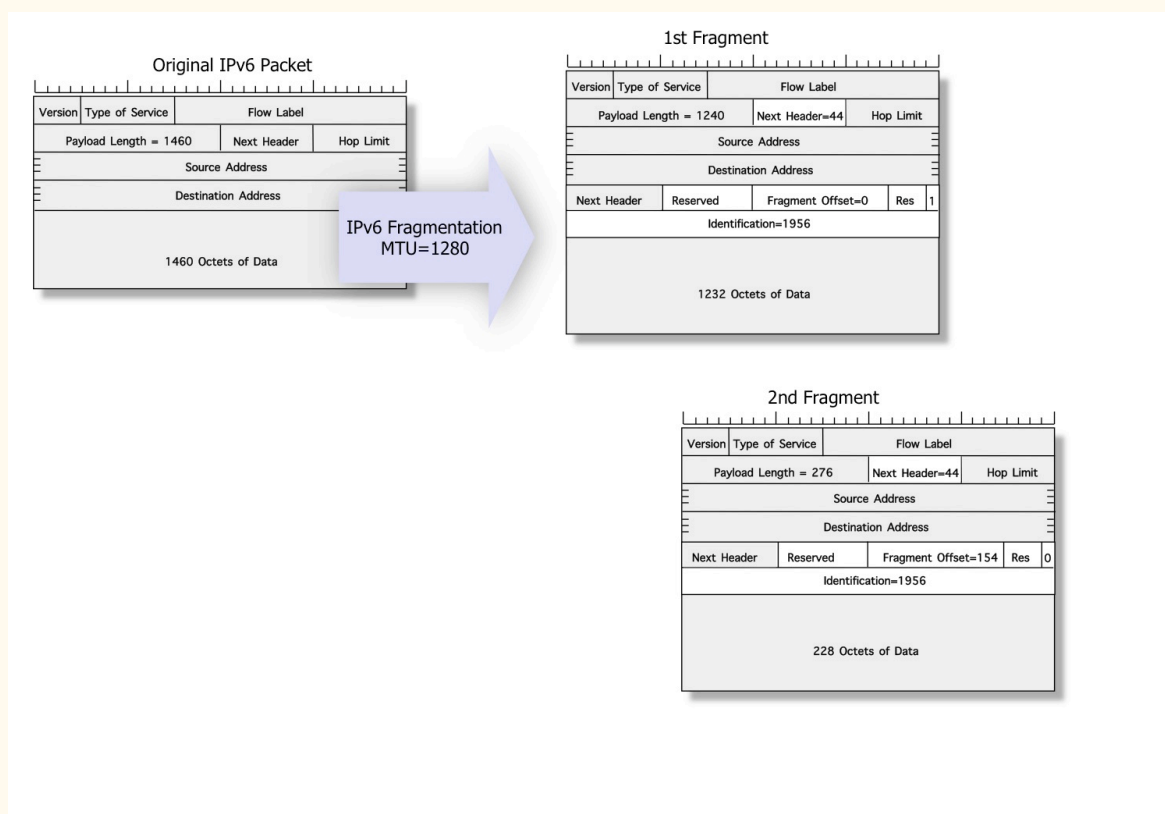 Original IPv6 Packet
Version Type of Service Flow Label
Payload Length = 1460 Next Header Hop Limit
Source Address
Destination Address
1460 Octets of Data
IPv6 Fragmentation
MTU=1280
1st Fragment
Version Type of Service Flow Label
Payload Length = 1240 Next Header=44 Hop Limit
Source Address
Destination Address
Next Header Reserved Fragment Offset=0 Res 1
Identification=1956
1232 Octets of Data
2nd Fragment
Version Type of Service Flow Label
Payload Length = 276 Next Header=44 Hop Limit
Source Address
Destination Address
Next Header Reserved Fragment Offset=154 Res 0
Identification=1956
228 Octets of Data